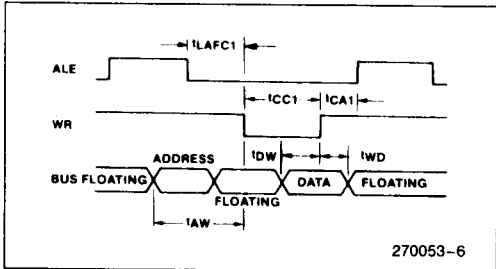 tLAFC1
ALE
tCC1 tCA1
WR
ADDRESS tDW tWD
BUS FLOATING DATA FLOATING
FLOATING
tAW
270053-6